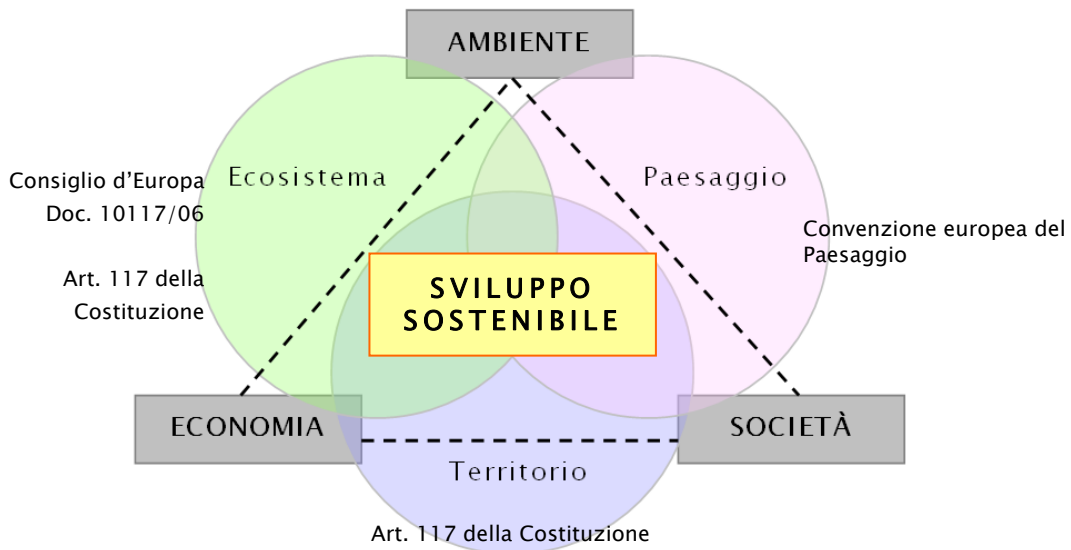 AMBIENTE
Ecosistema
Paesaggio
Consiglio d’Europa
Doc. 10117/06
Convenzione europea del
Paesaggio
Art. 117 della
Costituzione
SVILUPPO
SOSTENIBILE
ECONOMIA
SOCIETÀ
Territorio
Art. 117 della Costituzione